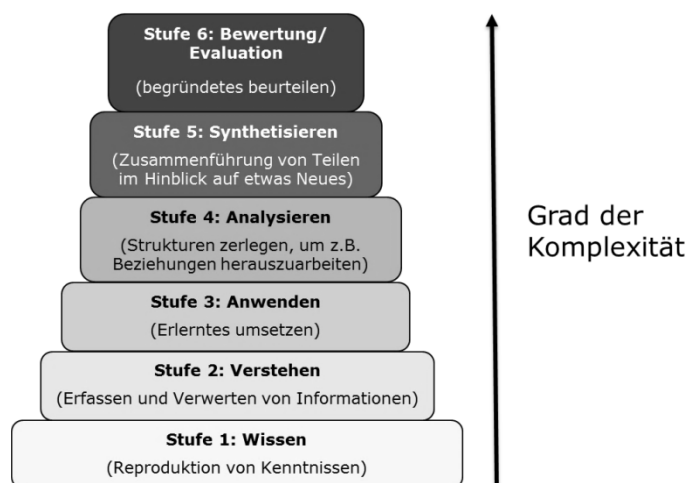 Stufe 6: Bewertung/
Evaluation
(begründetes beurteilen)
Stufe 5: Synthetisieren
(Zusammenführung von Teilen
im Hinblick auf etwas Neues)
Stufe 4: Analysieren
(Strukturen zerlegen, um z.B.
Beziehungen herauszuarbeiten)
Stufe 3: Anwenden
(Erlerntes umsetzen)
Stufe 2: Verstehen
(Erfassen und Verwerten von Informationen)
Stufe 1: Wissen
(Reproduktion von Kenntnissen)
Grad der
Komplexität